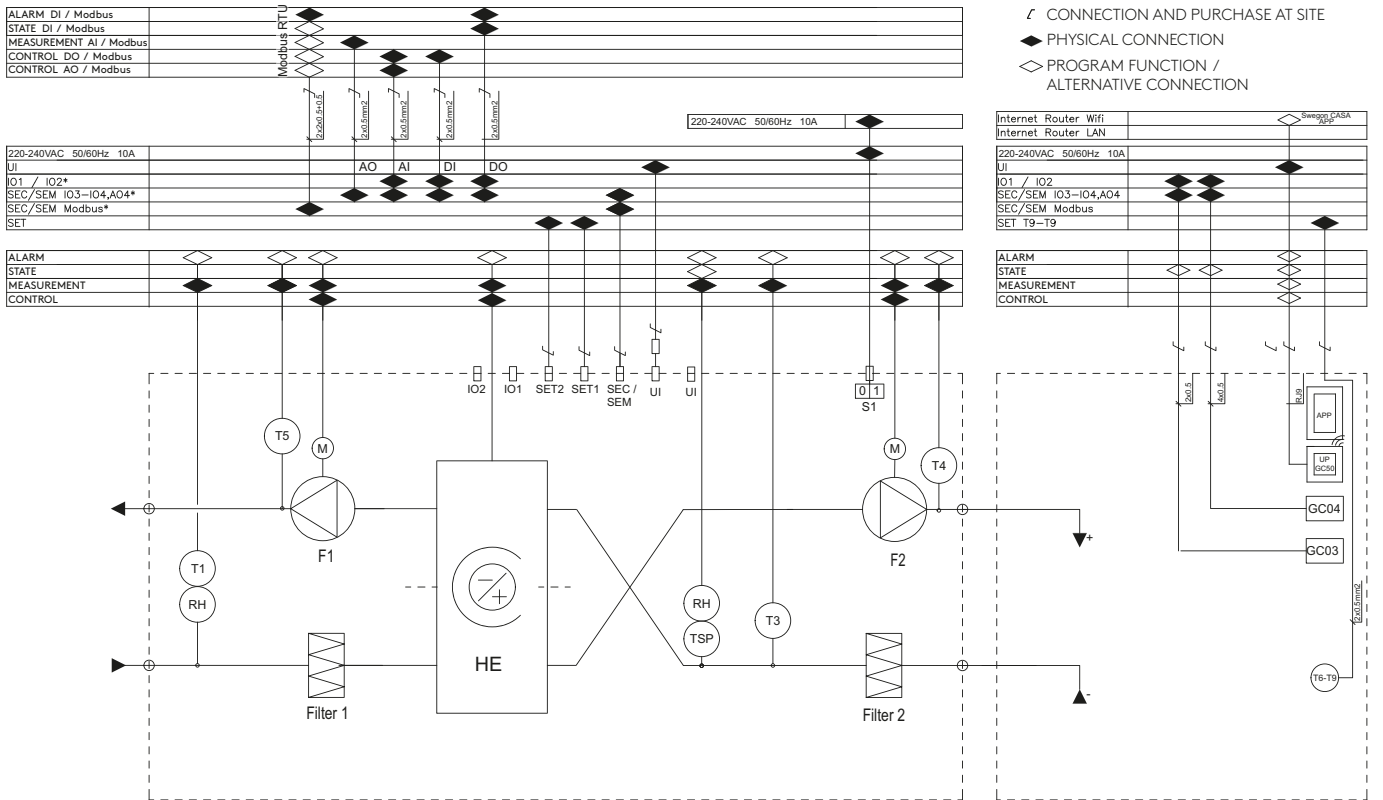 ALARM DI / Modbus
STATE DI / Modbus
MEASUREMENT AI / Modbus
CONTROL DO / Modbus
CONTROL AO / Modbus
Modbus RTU
CONNECTION AND PURCHASE AT SITE
PHYSICAL CONNECTION
PROGRAM FUNCTION /
ALTERNATIVE CONNECTION
2x2x0.5+0.5
2x0.5mm2
2x0.5mm2
2x0.5mm2
2x0.5mm2
220-240VAC 50/60Hz 10A
Internet Router Wifi
Swegon CASA
APP
Internet Router LAN
220-240VAC 50/60Hz 10A
UI
AO
AI
DI
DO
IO1 / IO2*
SEC/SEM IO3-IO4,AO4*
SEC/SEM Modbus*
SET
220-240VAC 50/60Hz 10A
UI
IO1 / IO2
SEC/SEM IO3-IO4,AO4
SEC/SEM Modbus
SET T9-T9
ALARM
STATE
MEASUREMENT
CONTROL
ALARM
STATE
MEASUREMENT
CONTROL
IO2
IO1
SET2
SET1
SEC /
SEM
UI
UI
0 1
S1
2x0.5
4x0.5
RJ9
APP
UP
GC50
GC04
GC03
2x0.5mm2
T6-T9
T5
M
M
T4
F1
F2
T1
RH
RH
TSP
T3
HE
Filter 1
Filter 2
+
-